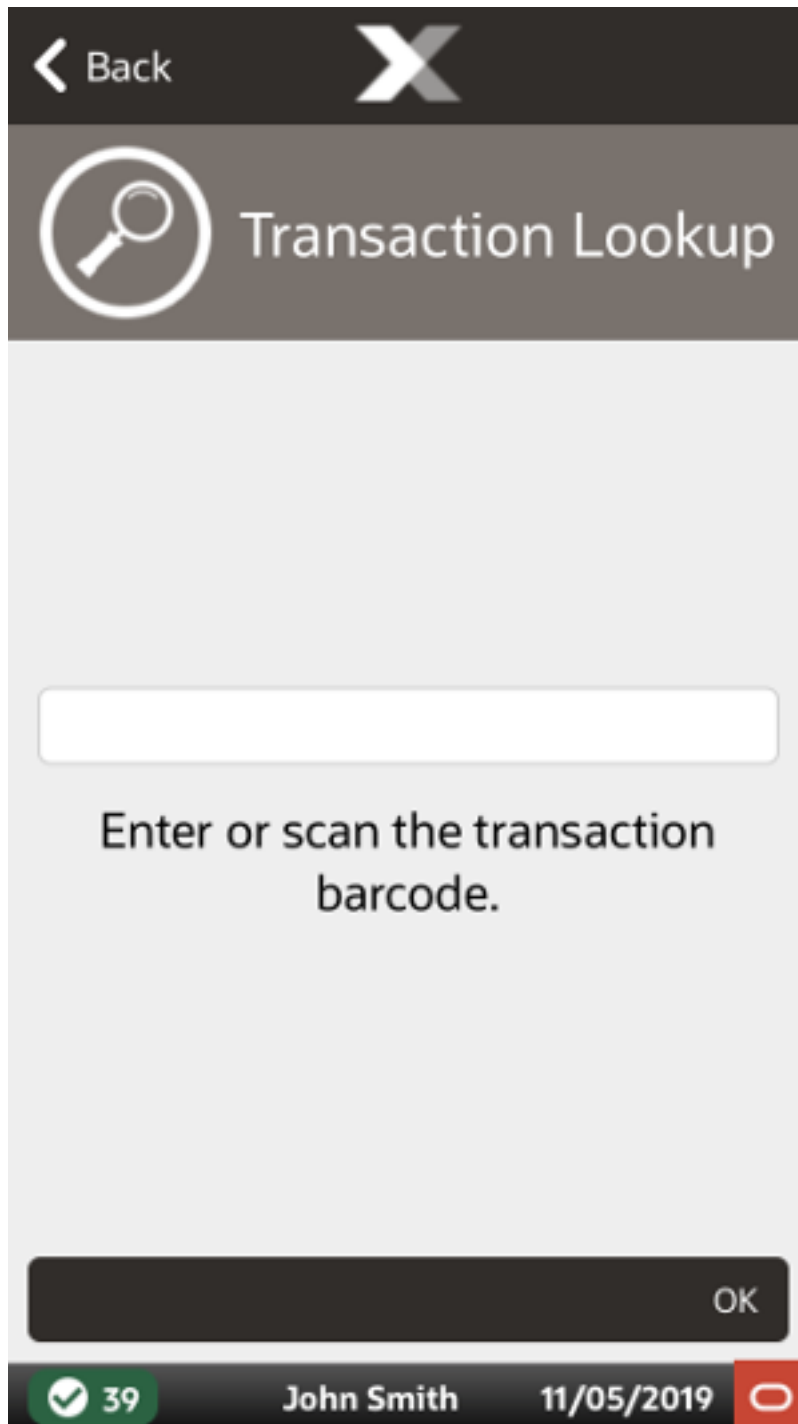 Back
Transaction Lookup
Enter or scan the transaction
barcode.
OK
39 John Smith 11/05/2019